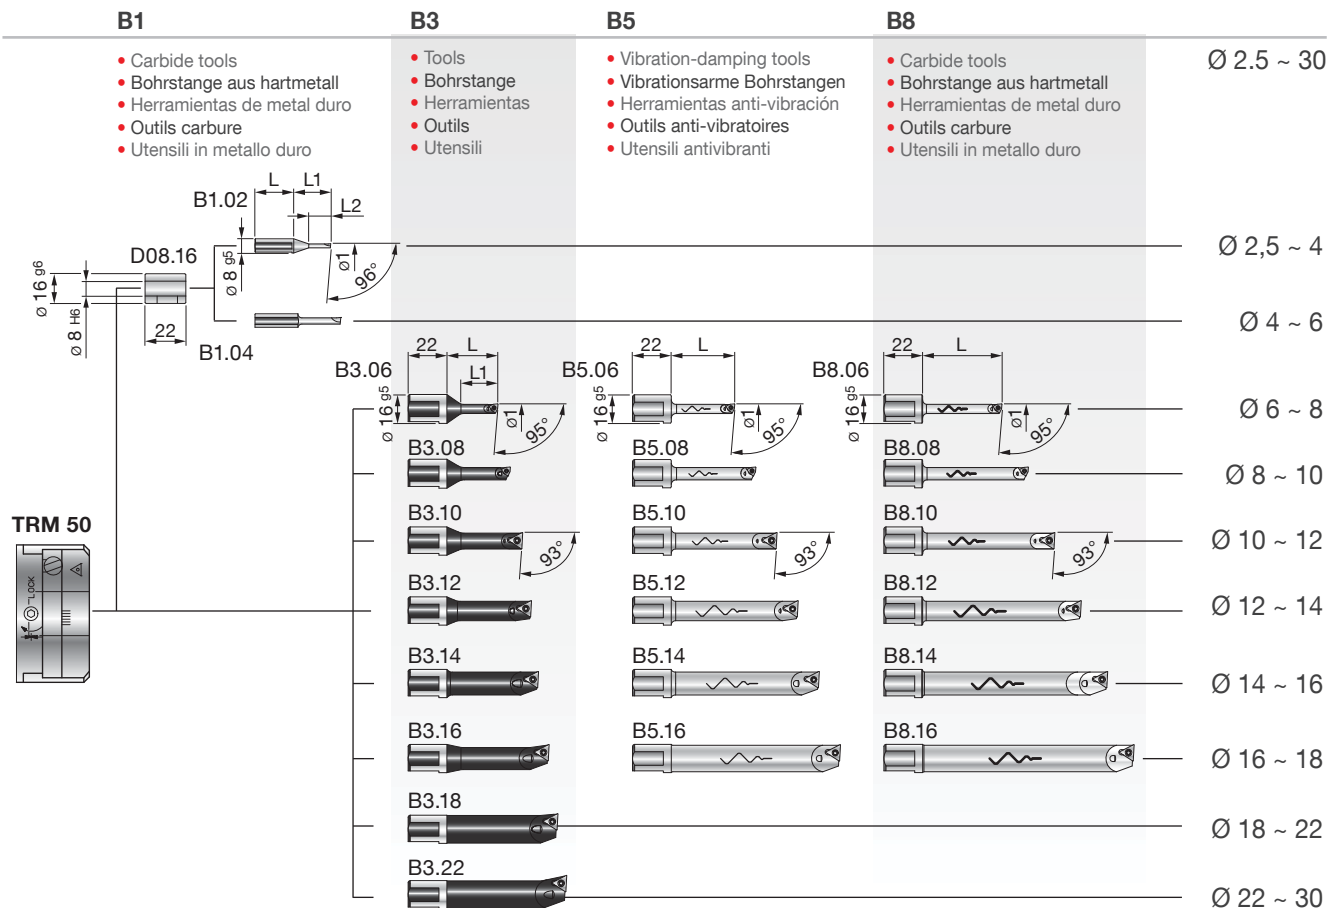 B1
B3
B5
B8
• Carbide tools
• Bohrstange aus hartmetall
• Herramientas de metal duro
• Outils carbure
• Utensili in metallo duro
• Tools
• Bohrstange
• Herramientas
• Outils
• Utensili
• Vibration-damping tools
• Vibrationsarme Bohrstangen
• Herramientas anti-vibración
• Outils anti-vibratoires
• Utensili antivibranti
• Carbide tools
• Bohrstange aus hartmetall
• Herramientas de metal duro
• Outils carbure
• Utensili in metallo duro
Ø 2.5 ~ 30
B1.02
L
L1
L2
Ø 8 g5
ø1
96°
Ø 2,5 ~ 4
D08.16
Ø 16 g6
Ø 8 H6
22
B1.04
Ø 4 ~ 6
B3.06
22
L
L1
Ø 16 g5
ø1
95°
B5.06
22
L
Ø 16 g5
ø1
95°
B8.06
22
L
Ø 16 g5
ø1
95°
Ø 6 ~ 8
B3.08
B5.08
B8.08
Ø 8 ~ 10
TRM 50
LOCK
B3.10
93°
B5.10
93°
B8.10
93°
Ø 10 ~ 12
B3.12
B5.12
B8.12
Ø 12 ~ 14
B3.14
B5.14
B8.14
Ø 14 ~ 16
B3.16
B5.16
B8.16
Ø 16 ~ 18
B3.18
Ø 18 ~ 22
B3.22
Ø 22 ~ 30